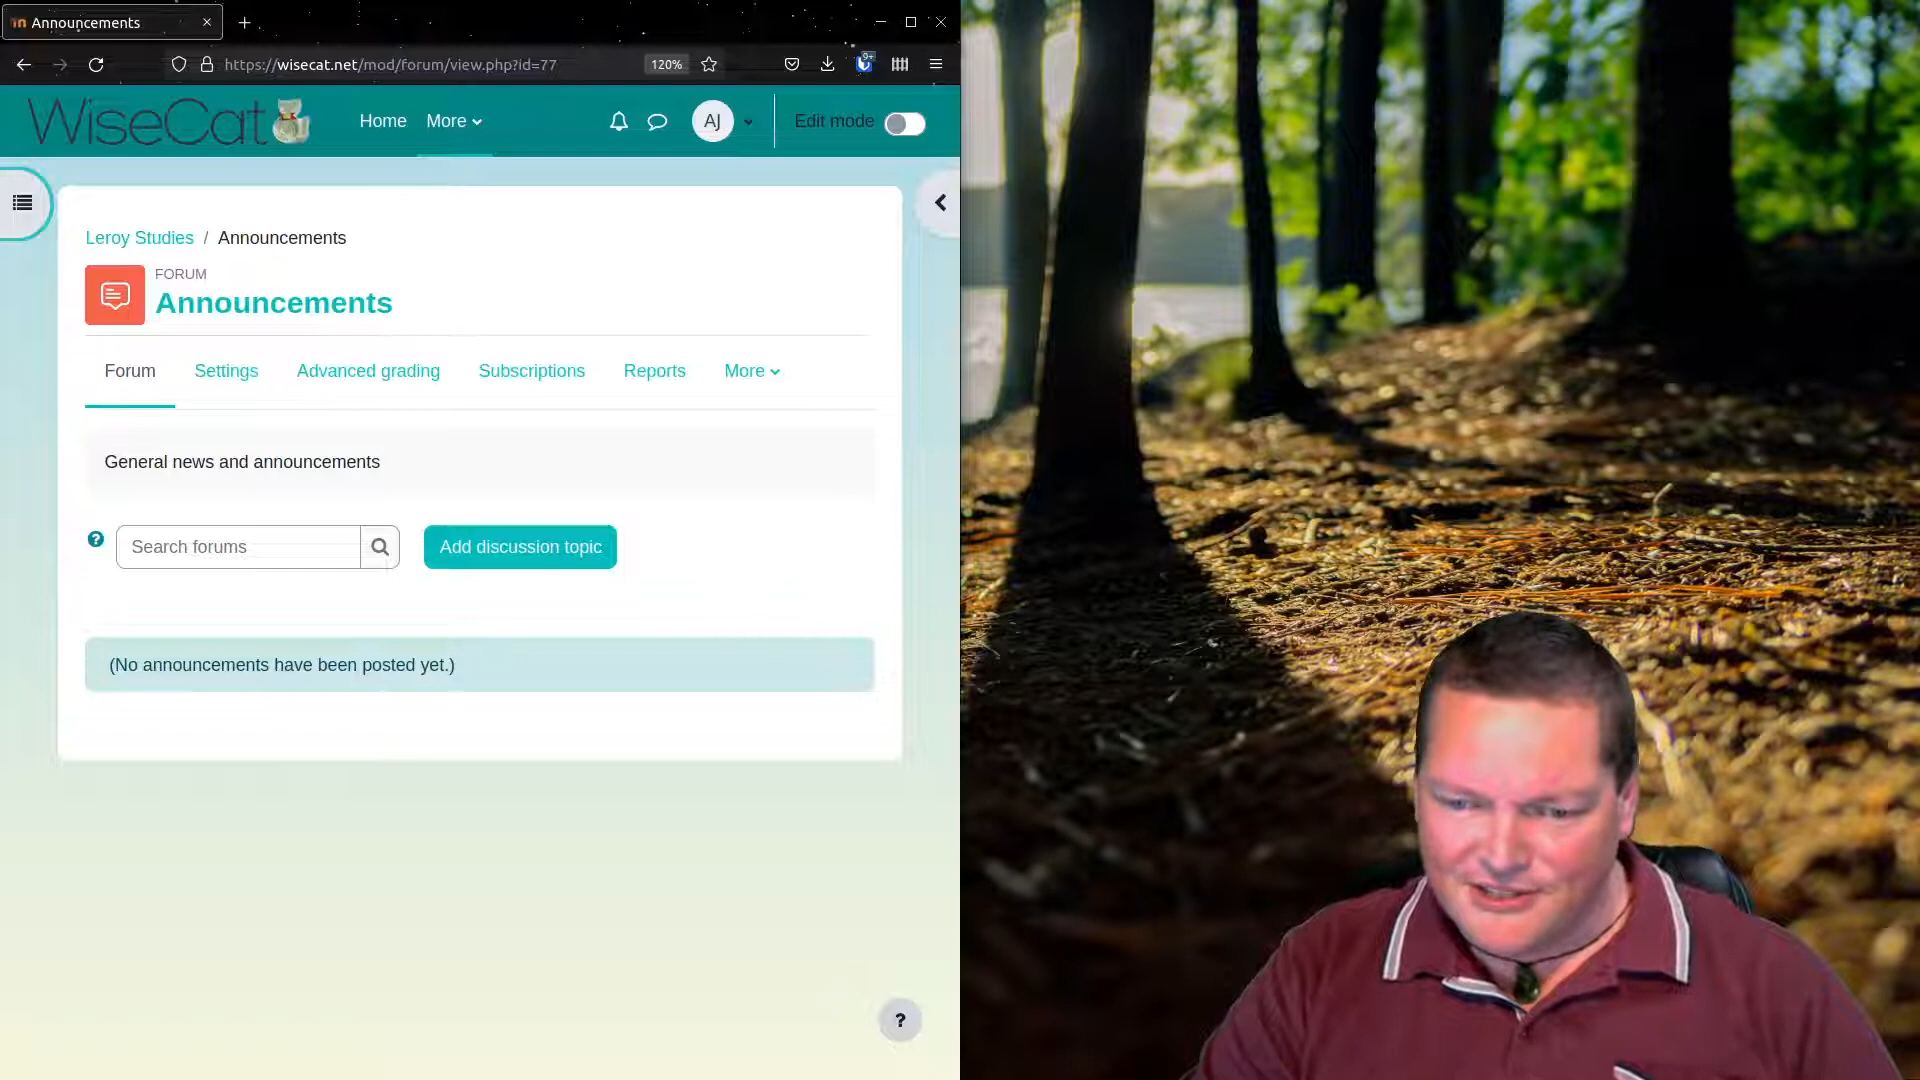 Announcements
https://wisecat.net/mod/forum/view.php?id=77
120%
9+
WiseCat
Home
More
AJ
Edit mode
Leroy Studies / Announcements
FORUM
Announcements
Forum
Settings
Advanced grading
Subscriptions
Reports
More
General news and announcements
?
Search forums
Add discussion topic
(No announcements have been posted yet.)
?